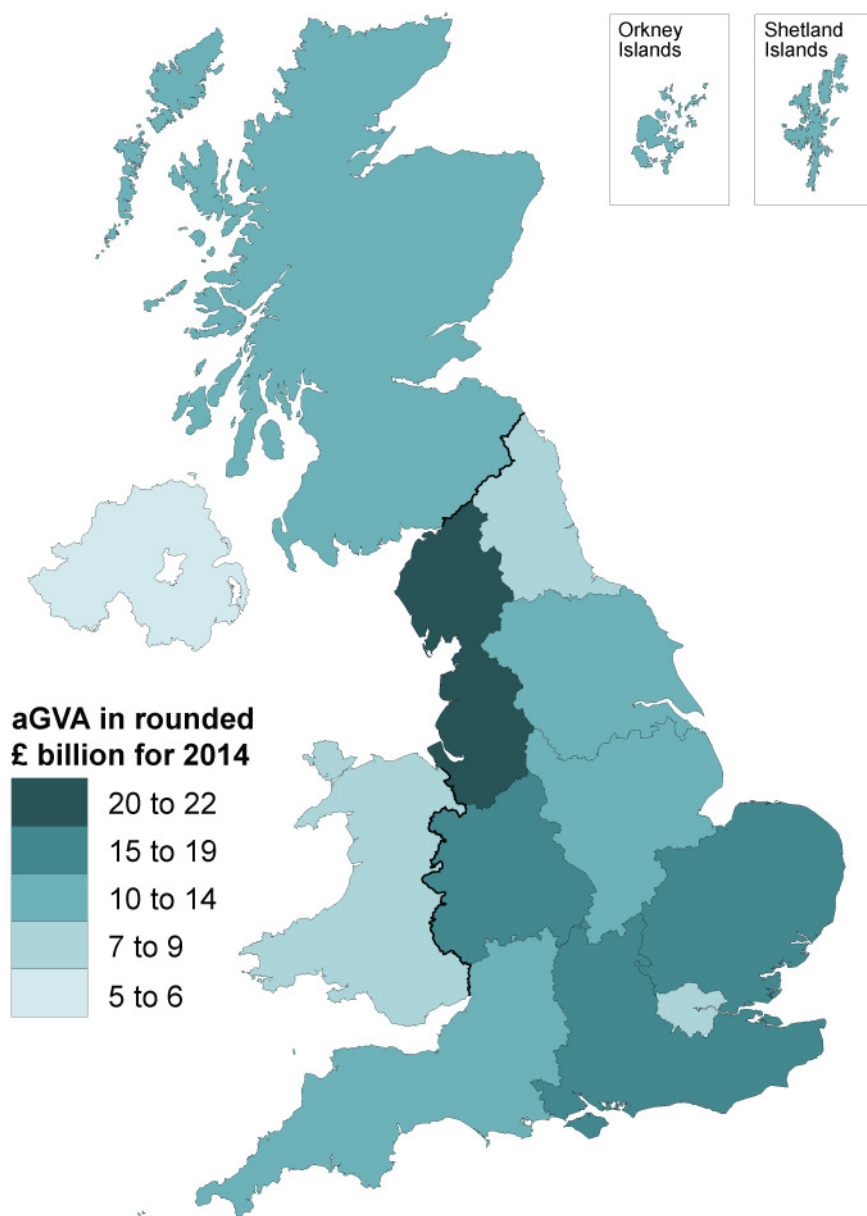 Orkney
Islands
Shetland
Islands
aGVA in rounded
£ billion for 2014
20 to 22
15 to 19
10 to 14
7 to 9
5 to 6